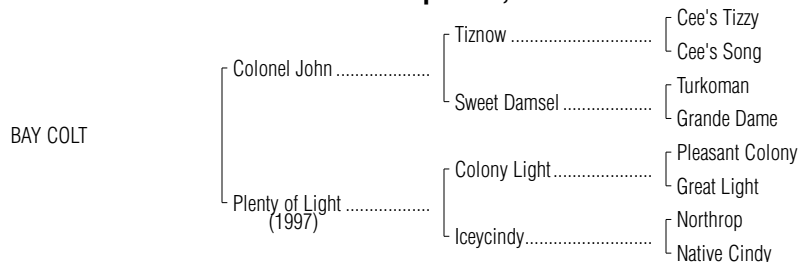 Cee's Tizzy
Tiznow ....................
Cee's Song
Colonel John ....................
Turkoman
Sweet Damsel ...................
Grande Dame
BAY COLT
Pleasant Colony
Colony Light.....................
Great Light
Plenty of Light ..................
(1997)
Northrop
Iceycindy...........................
Native Cindy